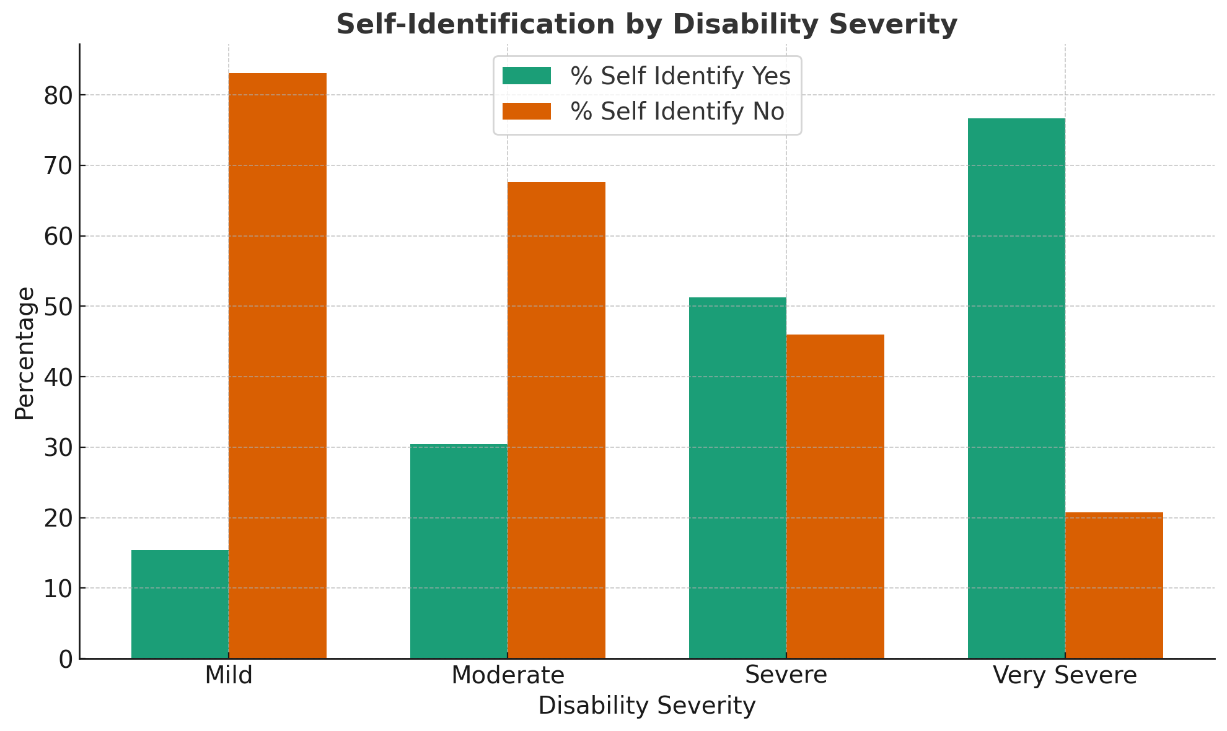 Self-Identification by Disability Severity
% Self Identify Yes
% Self Identify No
Percentage
80
70
60
50
40
30
20
10
0
Mild Moderate Severe Very Severe
Disability Severity